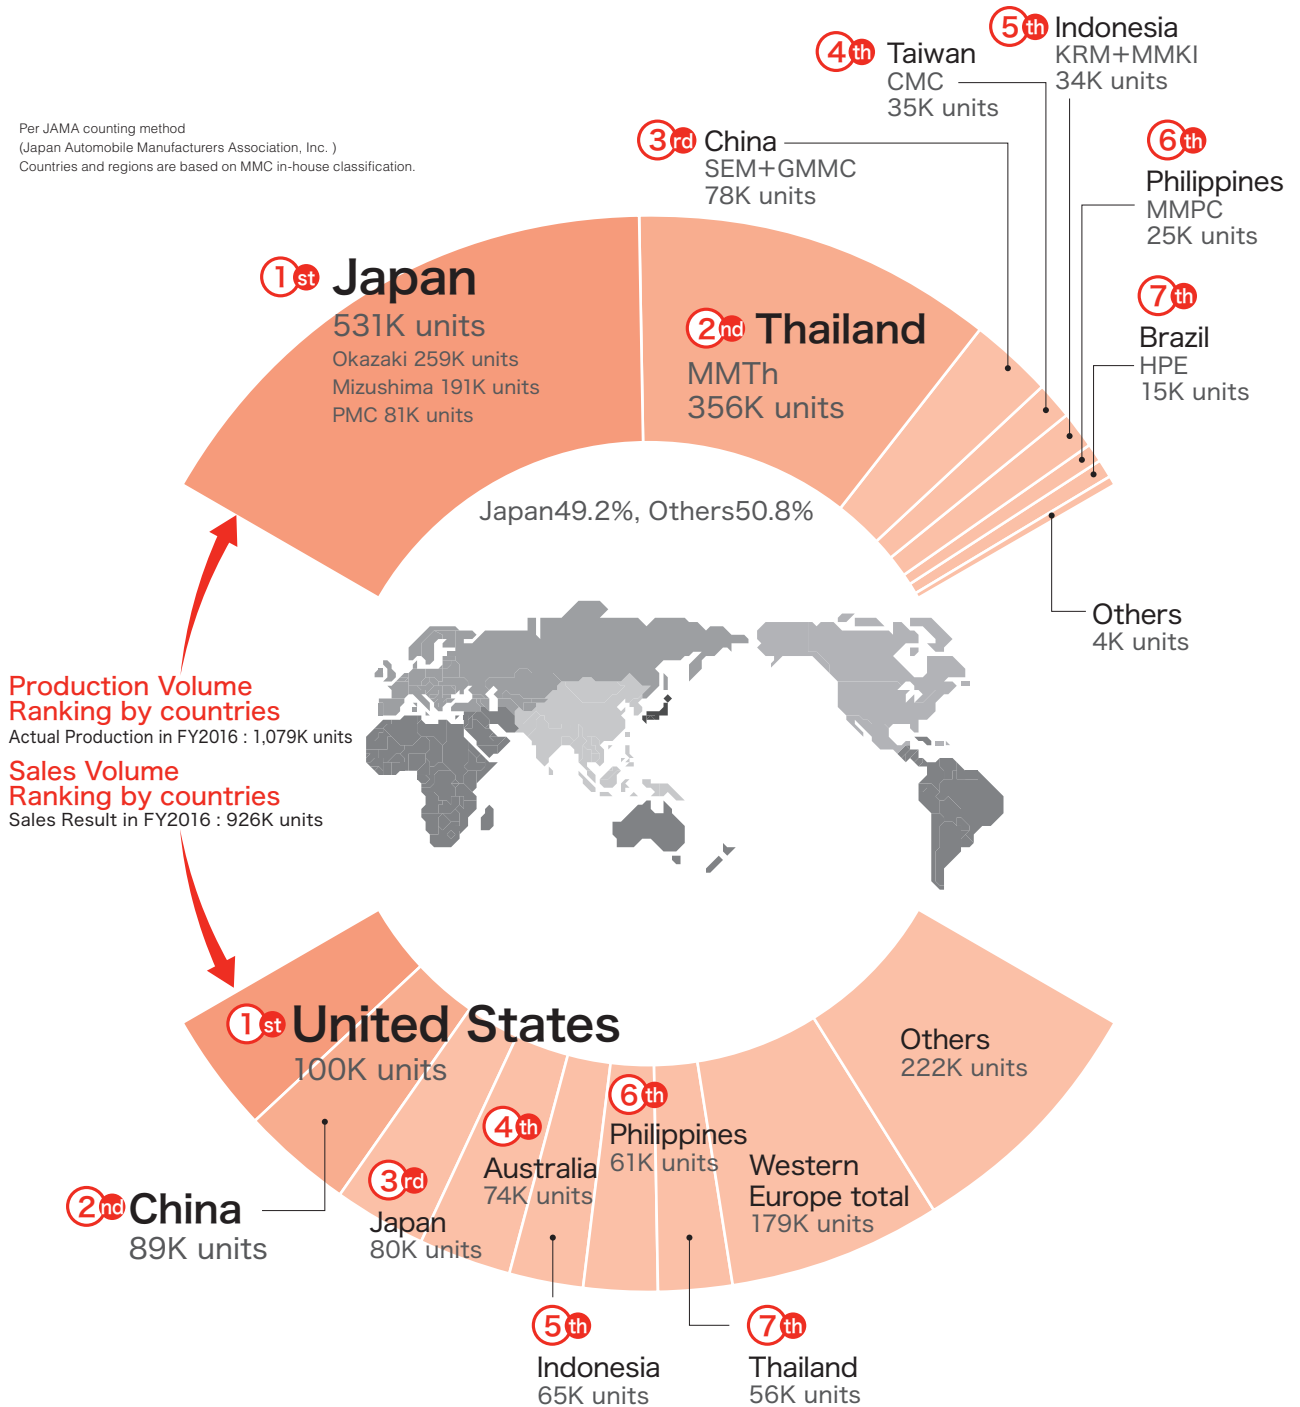 Per JAMA counting method
(Japan Automobile Manufacturers Association, Inc. )
Countries and regions are based on MMC in-house classification.
1st Japan
531K units
Okazaki 259K units
Mizushima 191K units
PMC 81K units
2nd Thailand
MMTh
356K units
3rd China
SEM+GMMC
78K units
4th Taiwan
CMC
35K units
5th Indonesia
KRM+MMKI
34K units
6th
Philippines
MMPC
25K units
7th
Brazil
HPE
15K units
Others
4K units
Japan49.2%, Others50.8%
Production Volume
Ranking by countries
Actual Production in FY2016 : 1,079K units
Sales Volume
Ranking by countries
Sales Result in FY2016 : 926K units
1st United States
100K units
2nd China
89K units
3rd
Japan
80K units
4th
Australia
74K units
5th
Indonesia
65K units
6th
Philippines
61K units
7th
Thailand
56K units
Western
Europe total
179K units
Others
222K units